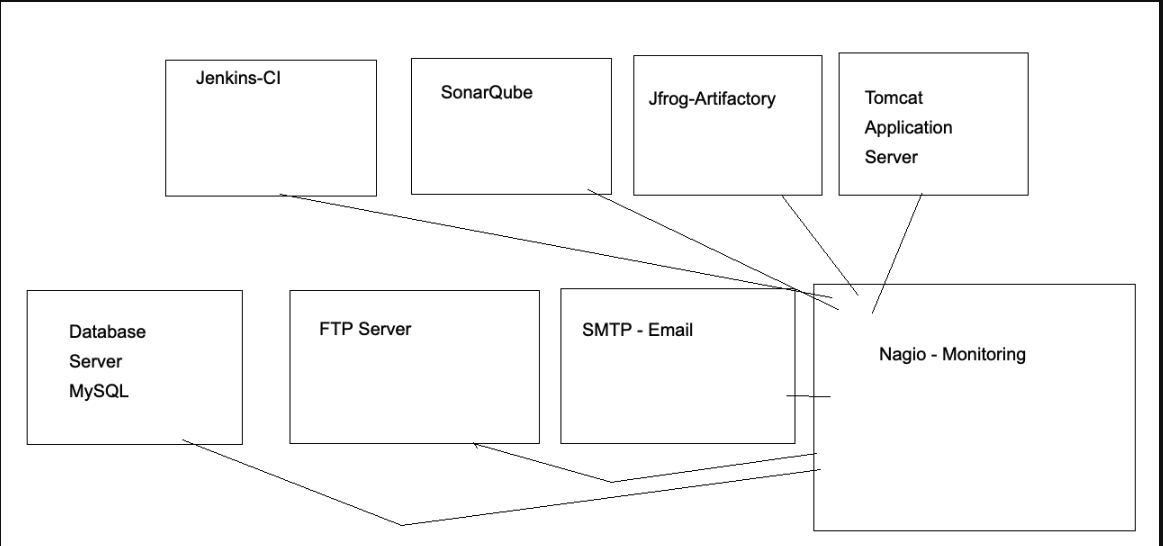 Jenkins-CI
SonarQube
Jfrog-Artifactory
Tomcat
Application
Server
Database
Server
MySQL
FTP Server
SMTP - Email
Nagio - Monitoring